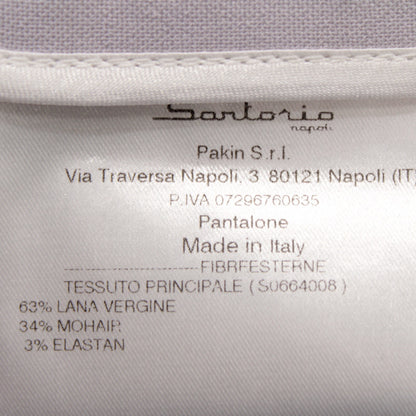 Sartorio
napoli
Pakin S.r.l.
Via Traversa Napoli, 3 80121 Napoli (IT)
P.IVA 07296760635
Pantalone
Made in Italy
--------------------FIBRFESTERNE
TESSUTO PRINCIPALE ( S0664008 )
63% LANA VERGINE
34% MOHAIR
3% ELASTAN